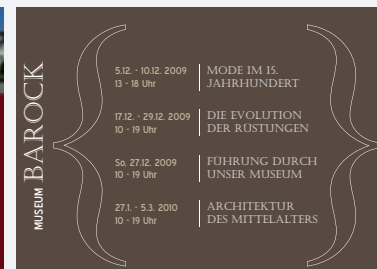 MUSEUM BAROCK
5.12. - 10.12. 2009
13 - 18 Uhr
MODE IM 15.
JAHRHUNDERT
17.12. - 29.12. 2009
10 - 19 Uhr
DIE EVOLUTION
DER RÜSTUNGEN
So, 27.12. 2009
10 - 19 Uhr
FÜHRUNG DURCH
UNSER MUSEUM
27.1. - 5.3. 2010
10 - 19 Uhr
ARCHITEKTUR
DES MITTELALTERS